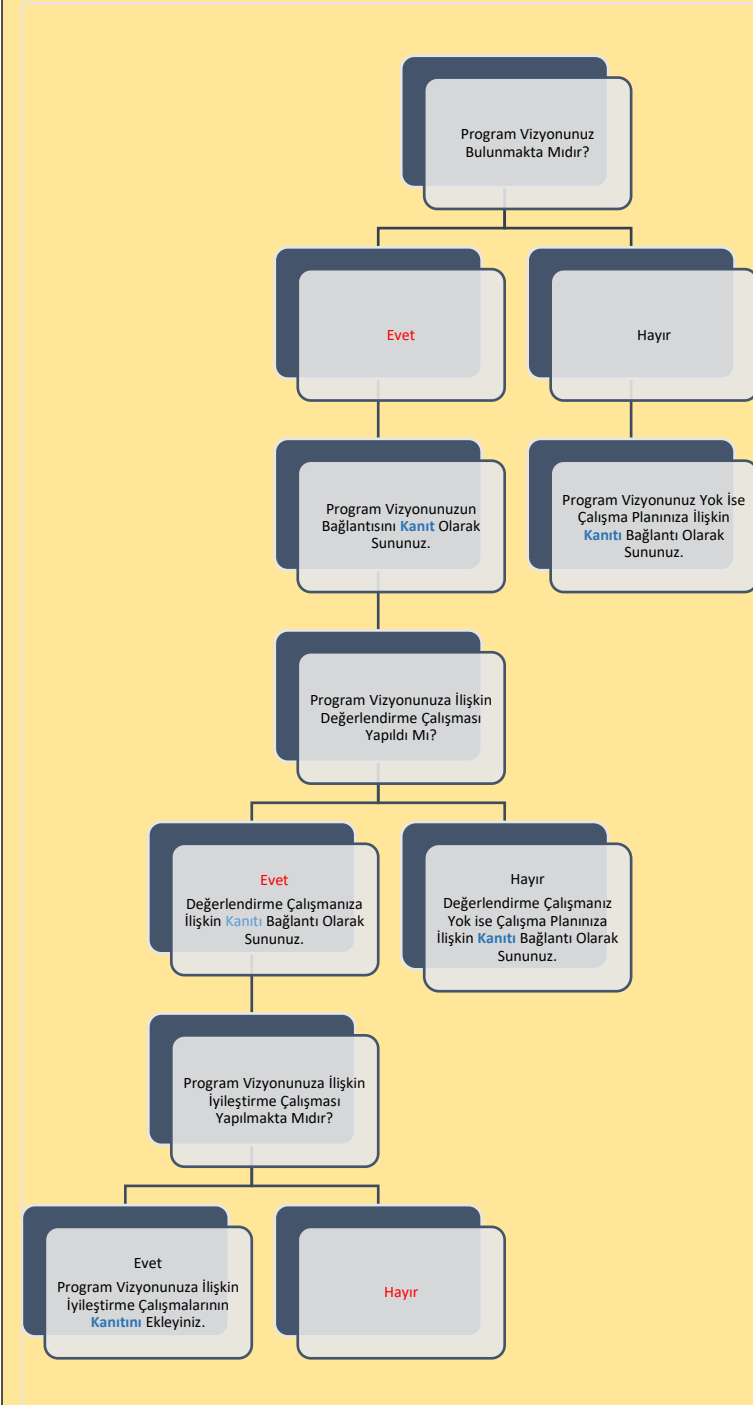 Program Vizyonunuz
Bulunmakta Mıdır?
Evet
Hayır
Program Vizyonunuzun
Bağlantısını Kanıt Olarak
Sununuz.
Program Vizyonunuz Yok İse
Çalışma Planınıza İlişkin
Kanıtı Bağlantı Olarak
Sununuz.
Program Vizyonunuza İlişkin
Değerlendirme Çalışması
Yapıldı Mı?
Evet
Değerlendirme Çalışmanıza
İlişkin Kanıtı Bağlantı Olarak
Sununuz.
Hayır
Değerlendirme Çalışmanız
Yok ise Çalışma Planınıza
İlişkin Kanıtı Bağlantı Olarak
Sununuz.
Program Vizyonunuza İlişkin
İyileştirme Çalışması
Yapılmakta Mıdır?
Evet
Program Vizyonunuza İlişkin
İyileştirme Çalışmalarının
Kanıtını Ekleyiniz.
Hayır